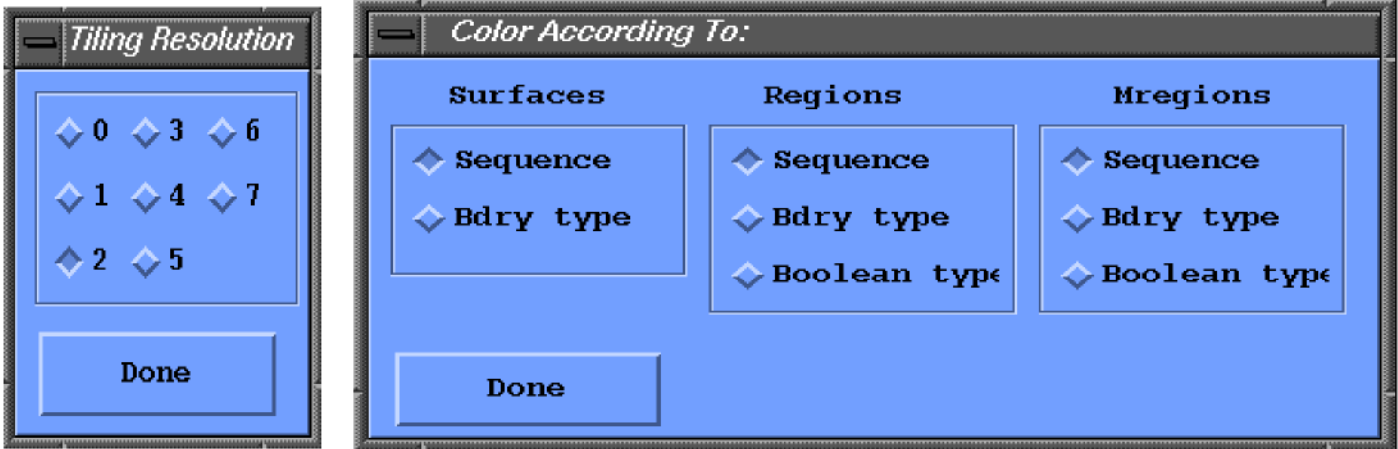 Tiling Resolution
0 3 6
1 4 7
2 5
Done
Color According To:
Surfaces Regions Mregions
Sequence Sequence Sequence
Bdry type Bdry type Bdry type
Boolean type Boolean type
Done